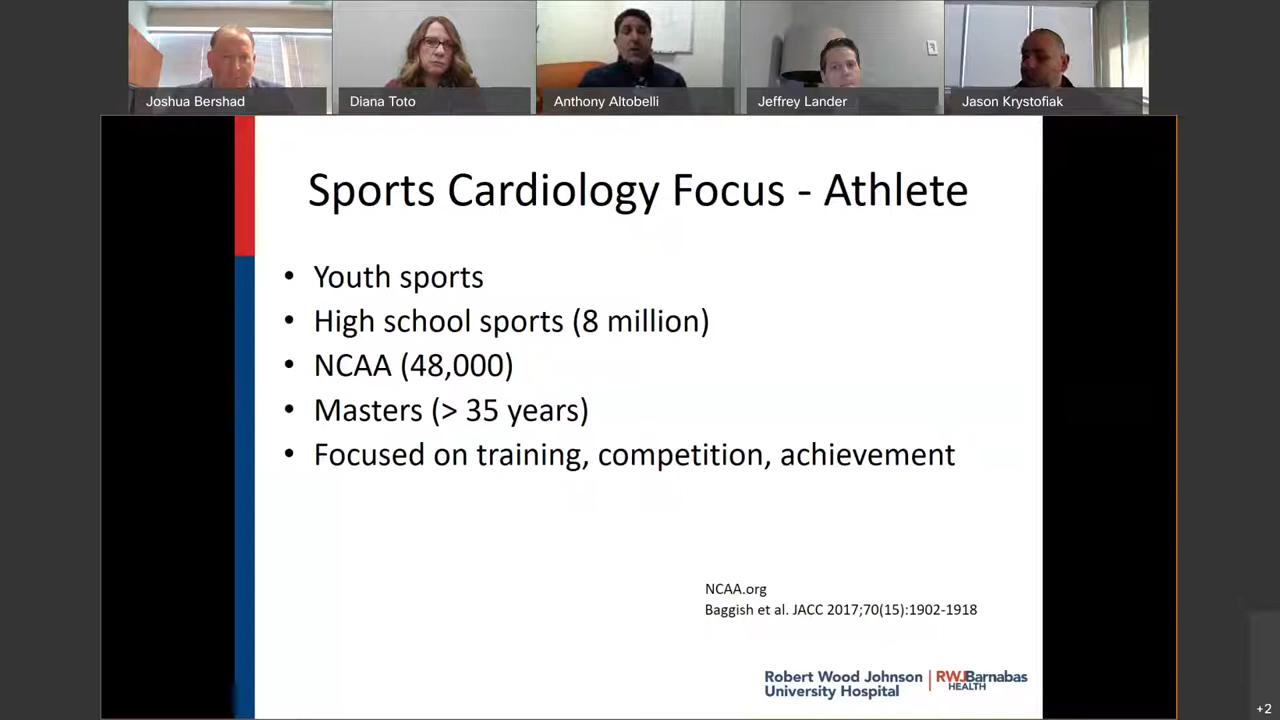 Joshua Bershad
Diana Toto
Anthony Altobelli
Jeffrey Lander
Jason Krystofiak
Sports Cardiology Focus - Athlete
• Youth sports
• High school sports (8 million)
• NCAA (48,000)
• Masters (> 35 years)
• Focused on training, competition, achievement
NCAA.org
Baggish et al. JACC 2017;70(15):1902-1918
Robert Wood Johnson
University Hospital
RWJBarnabas
HEALTH
+2